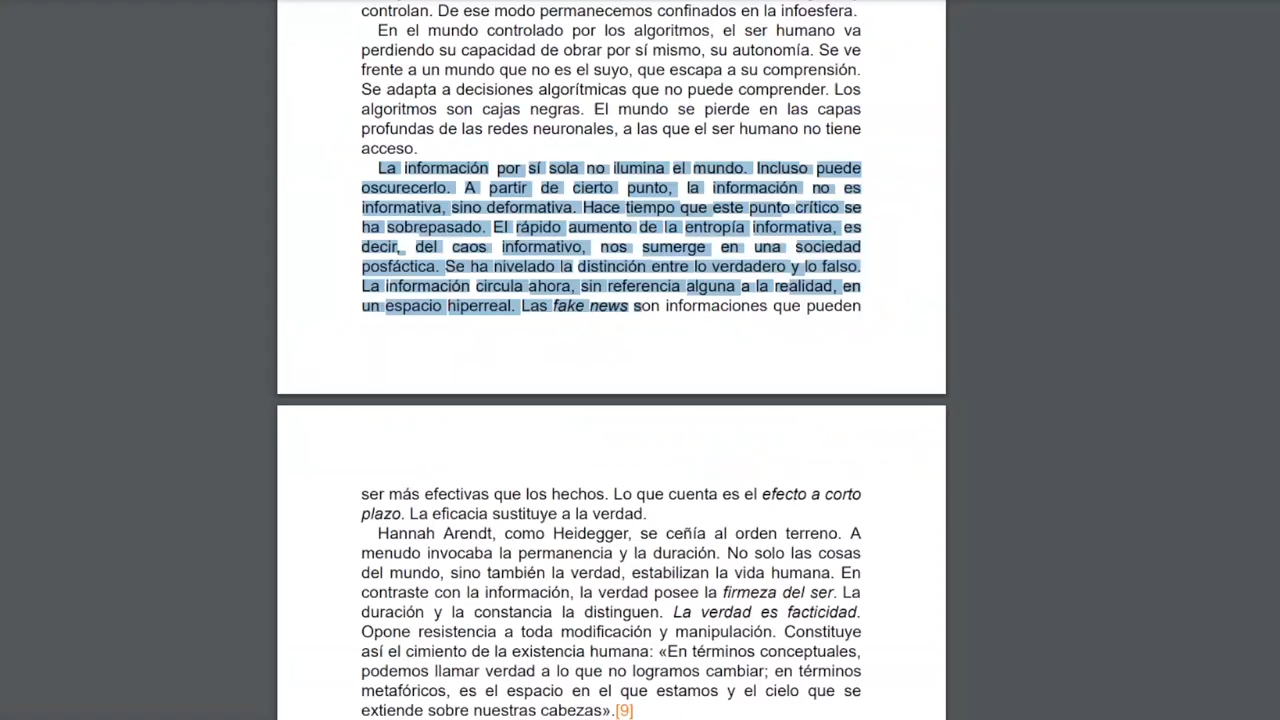 controlan. De ese modo permanecemos confinados en la infoesfera.
En el mundo controlado por los algoritmos, el ser humano va
perdiendo su capacidad de obrar por sí mismo, su autonomía. Se ve
frente a un mundo que no es el suyo, que escapa a su comprensión.
Se adapta a decisiones algorítmicas que no puede comprender. Los
algoritmos son cajas negras. El mundo se pierde en las capas
profundas de las redes neuronales, a las que el ser humano no tiene
acceso.
La información por sí sola no ilumina el mundo. Incluso puede
oscurecerlo. A partir de cierto punto, la información no es
informativa, sino deformativa. Hace tiempo que este punto crítico se
ha sobrepasado. El rápido aumento de la entropía informativa, es
decir, del caos informativo, nos sumerge en una sociedad
posfáctica. Se ha nivelado la distinción entre lo verdadero y lo falso.
La información circula ahora, sin referencia alguna a la realidad, en
un espacio hiperreal. Las fake news son informaciones que pueden
ser más efectivas que los hechos. Lo que cuenta es el efecto a corto
plazo. La eficacia sustituye a la verdad.
Hannah Arendt, como Heidegger, se ceñía al orden terreno. A
menudo invocaba la permanencia y la duración. No solo las cosas
del mundo, sino también la verdad, estabilizan la vida humana. En
contraste con la información, la verdad posee la firmeza del ser. La
duración y la constancia la distinguen. La verdad es facticidad.
Opone resistencia a toda modificación y manipulación. Constituye
así el cimiento de la existencia humana: «En términos conceptuales,
podemos llamar verdad a lo que no logramos cambiar; en términos
metafóricos, es el espacio en el que estamos y el cielo que se
extiende sobre nuestras cabezas».[9]